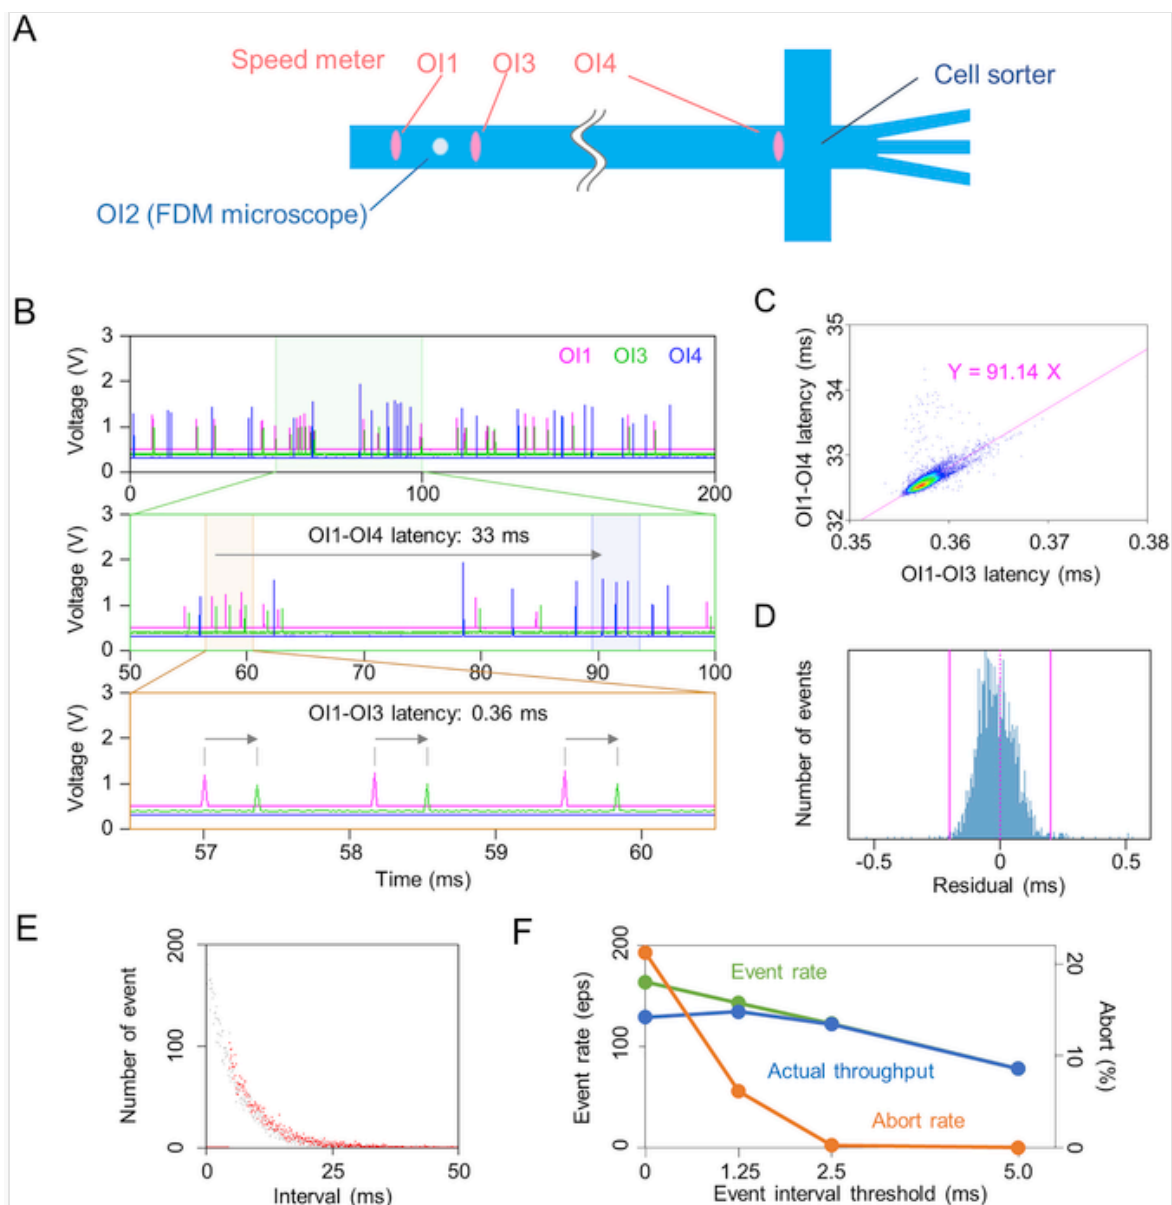 A
Speed meter OI1 OI3 OI4
Cell sorter
OI2 (FDM microscope)
B
Voltage (V)
3
2
1
0
OI1 OI3 OI4
0 100 200
Voltage (V)
3
2
1
0
OI1-OI4 latency: 33 ms
50 60 70 80 90 100
Voltage (V)
3
2
1
0
OI1-OI3 latency: 0.36 ms
57 58 59 60
Time (ms)
C
OI1-OI4 latency (ms)
35
34
33
32
Y = 91.14 X
0.35 0.36 0.37 0.38
OI1-OI3 latency (ms)
D
Number of events
-0.5 0 0.5
Residual (ms)
E
Number of event
200
100
0
0 25 50
Interval (ms)
F
Event rate (eps)
200
100
0
Event rate
Actual throughput
Abort rate
20
10
0
Abort (%)
0 1.25 2.5 5.0
Event interval threshold (ms)